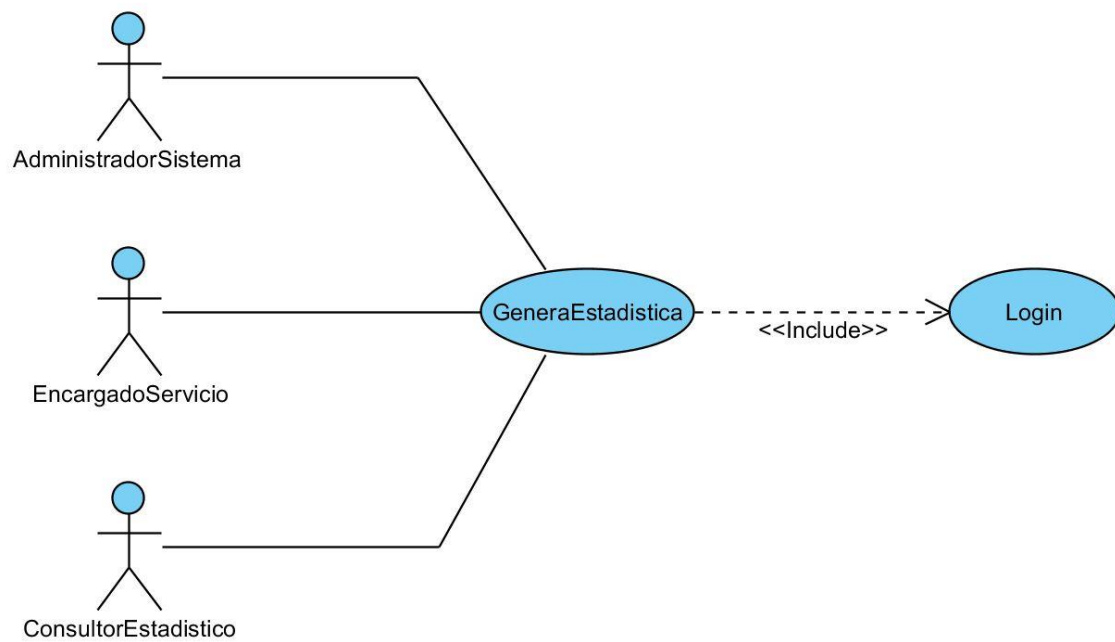 AdministradorSistema
EncargadoServicio
GeneraEstadistica
<<Include>>
Login
ConsultorEstadistico